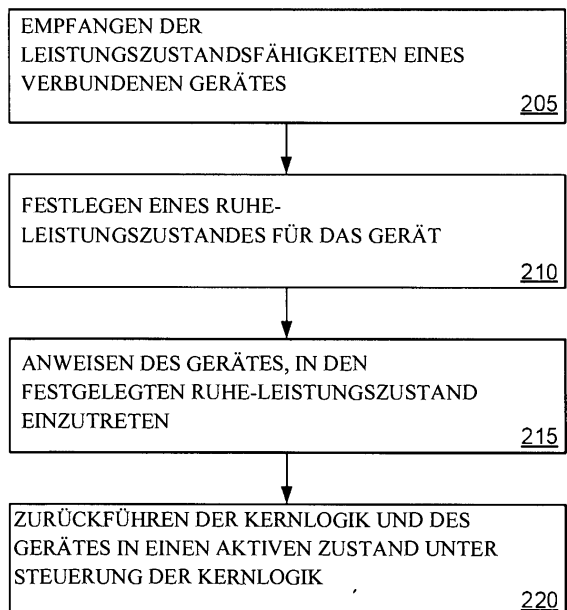 EMPFANGEN DER
LEISTUNGSZUSTANDSFÄHIGKEITEN EINES
VERBUNDENEN GERÄTES
205
FESTLEGEN EINES RUHE-
LEISTUNGSZUSTANDES FÜR DAS GERÄT
210
ANWEISEN DES GERÄTES, IN DEN
FESTGELEGTEN RUHE-LEISTUNGSZUSTAND
EINZUTRETEN
215
ZURÜCKFÜHREN DER KERNLOGIK UND DES
GERÄTES IN EINEN AKTIVEN ZUSTAND UNTER
STEUERUNG DER KERNLOGIK
220